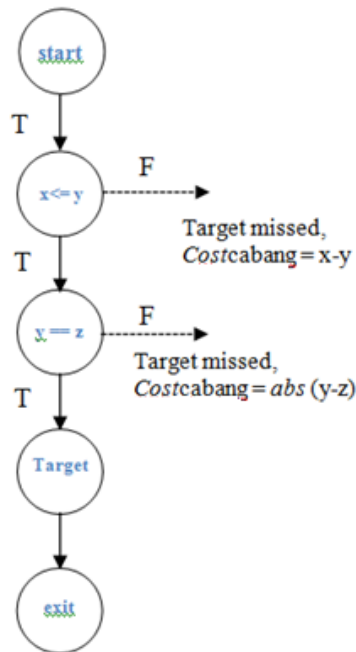 start
T
F
x<=y
Target missed,
Costcabang = x-y
T
F
y == z
Target missed,
Costcabang = abs (y-z)
T
Target
exit